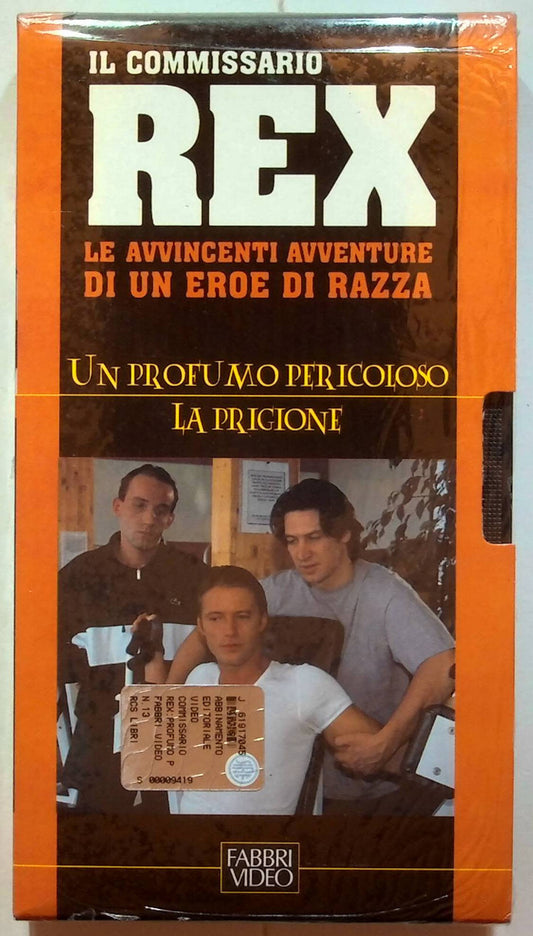 IL COMMISSARIO
REX
LE AVVINCENTI AVVENTURE
DI UN EROE DI RAZZA
UN PROFUMO PERICOLOSO
LA PRIGIONE
J 6191704
ABBINAMENTO
EDITORIALE
VIDEO
COMMISSARIO
REX:PROFUMO P
FABBRI VIDEO
N.13
RCS LIBRI
S 00009419
FABBRI
VIDEO